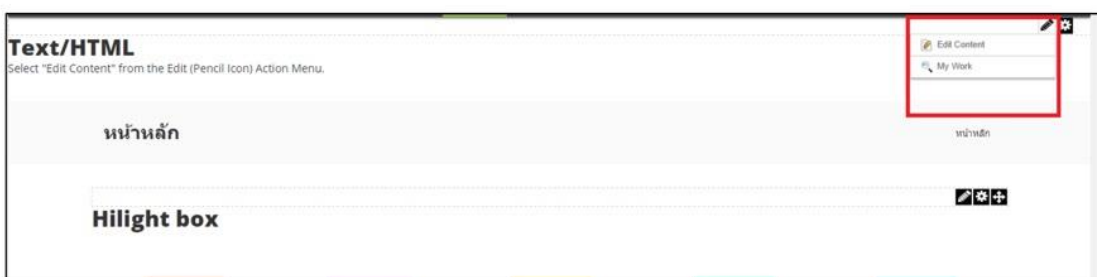 Text/HTML
Select "Edit Content" from the Edit (Pencil Icon) Action Menu.
Edit Content
My Work
หน้าหลัก
หน้าหลัก
Hilight box